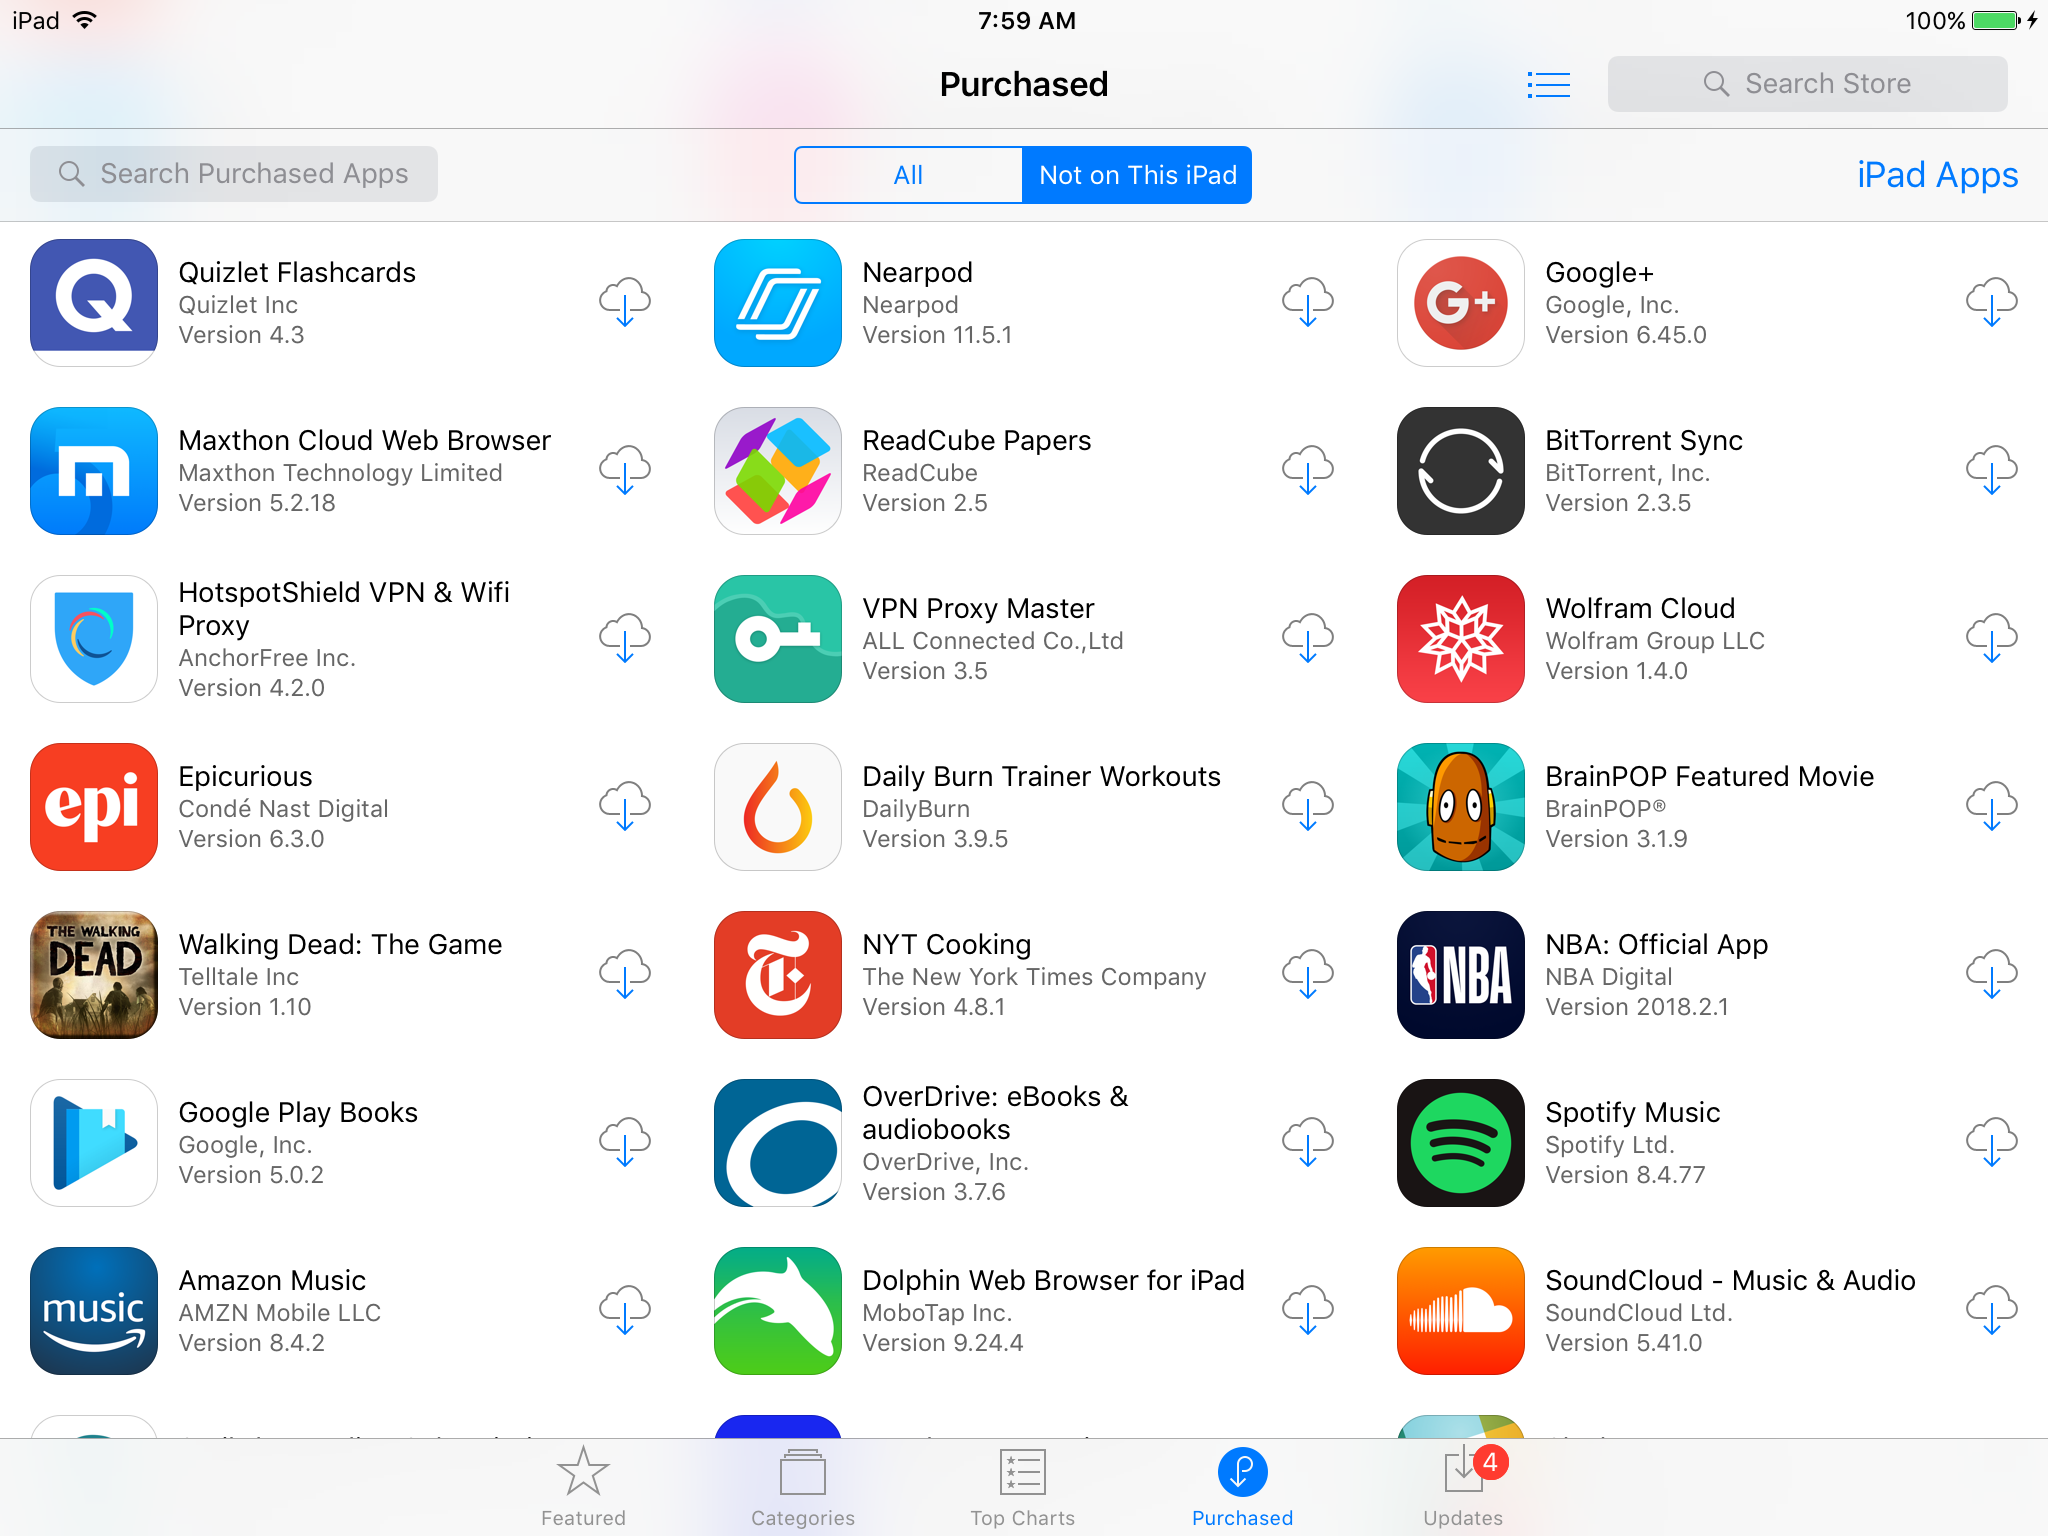 iPad 7:59 AM 100%
Purchased Search Store
Search Purchased Apps All Not on This iPad iPad Apps
Quizlet Flashcards
Quizlet Inc
Version 4.3
Nearpod
Nearpod
Version 11.5.1
G+
Google+
Google, Inc.
Version 6.45.0
Maxthon Cloud Web Browser
Maxthon Technology Limited
Version 5.2.18
ReadCube Papers
ReadCube
Version 2.5
BitTorrent Sync
BitTorrent, Inc.
Version 2.3.5
HotspotShield VPN & Wifi
Proxy
AnchorFree Inc.
Version 4.2.0
VPN Proxy Master
ALL Connected Co.,Ltd
Version 3.5
Wolfram Cloud
Wolfram Group LLC
Version 1.4.0
epi
Epicurious
Condé Nast Digital
Version 6.3.0
Daily Burn Trainer Workouts
DailyBurn
Version 3.9.5
BrainPOP Featured Movie
BrainPOP®
Version 3.1.9
THE WALKING
DEAD
Walking Dead: The Game
Telltale Inc
Version 1.10
NYT Cooking
The New York Times Company
Version 4.8.1
NBA
NBA: Official App
NBA Digital
Version 2018.2.1
Google Play Books
Google, Inc.
Version 5.0.2
OverDrive: eBooks &
audiobooks
OverDrive, Inc.
Version 3.7.6
Spotify Music
Spotify Ltd.
Version 8.4.77
music
Amazon Music
AMZN Mobile LLC
Version 8.4.2
Dolphin Web Browser for iPad
MoboTap Inc.
Version 9.24.4
SoundCloud - Music & Audio
SoundCloud Ltd.
Version 5.41.0
4
Featured Categories Top Charts Purchased Updates